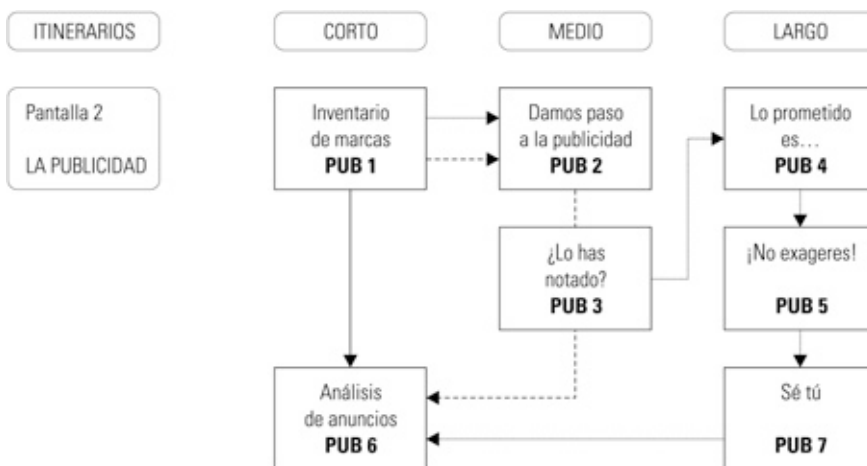 ITINERARIOS
CORTO
MEDIO
LARGO
Pantalla 2
LA PUBLICIDAD
Inventario
de marcas
PUB 1
Damos paso
a la publicidad
PUB 2
Lo prometido
es...
PUB 4
¿Lo has
notado?
PUB 3
¡No exageres!
PUB 5
Análisis
de anuncios
PUB 6
Sé tú
PUB 7